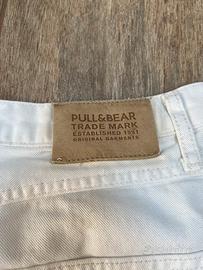 PULL&BEAR
TRADE MARK
ESTABLISHED 1991
ORIGINAL GARMENTS